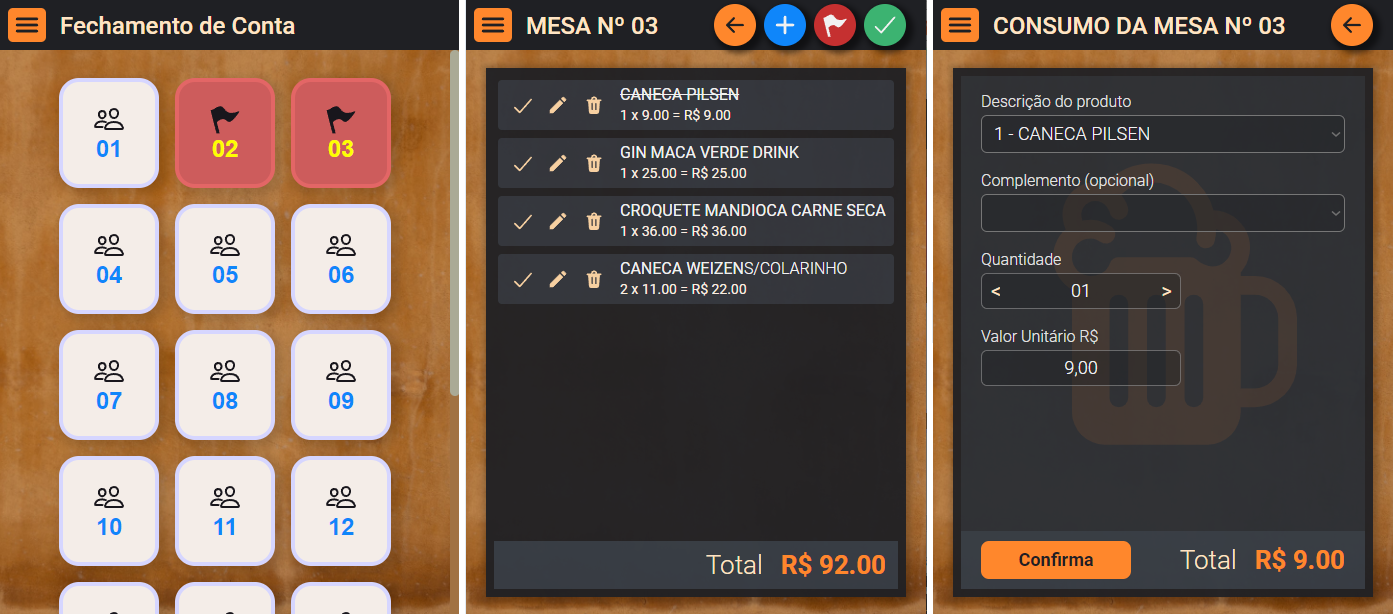 Fechamento de Conta
01
02
03
04
05
06
07
08
09
10
11
12
MESA Nº 03
CANECA PILSEN
1 x 9.00 = R$ 9.00
GIN MACA VERDE DRINK
1 x 25.00 = R$ 25.00
CROQUETE MANDIOCA CARNE SECA
1 x 36.00 = R$ 36.00
CANECA WEIZENS/COLARINHO
2 x 11.00 = R$ 22.00
Total R$ 92.00
CONSUMO DA MESA Nº 03
Descrição do produto
1 - CANECA PILSEN
Complemento (opcional)
Quantidade
< 01 >
Valor Unitário R$
9,00
Confirma Total R$ 9.00